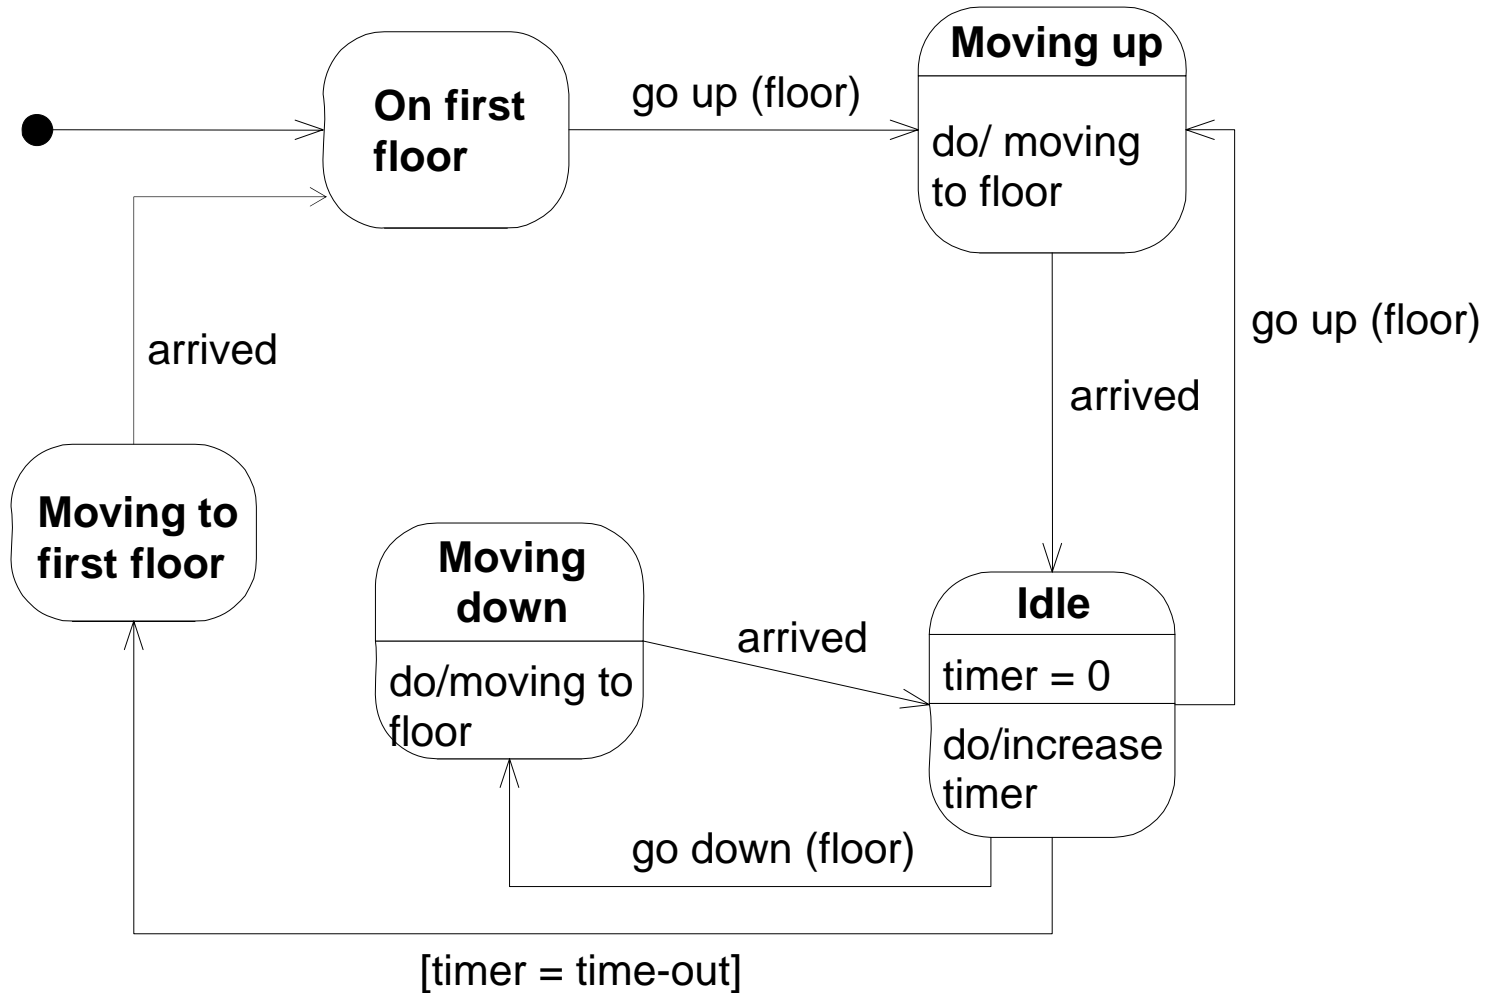 Moving up
On first
floor
go up (floor)
do/ moving
to floor
go up (floor)
arrived
arrived
Moving to
first floor
Moving
down
do/moving to
floor
arrived
Idle
timer = 0
do/increase
timer
go down (floor)
[timer = time-out]